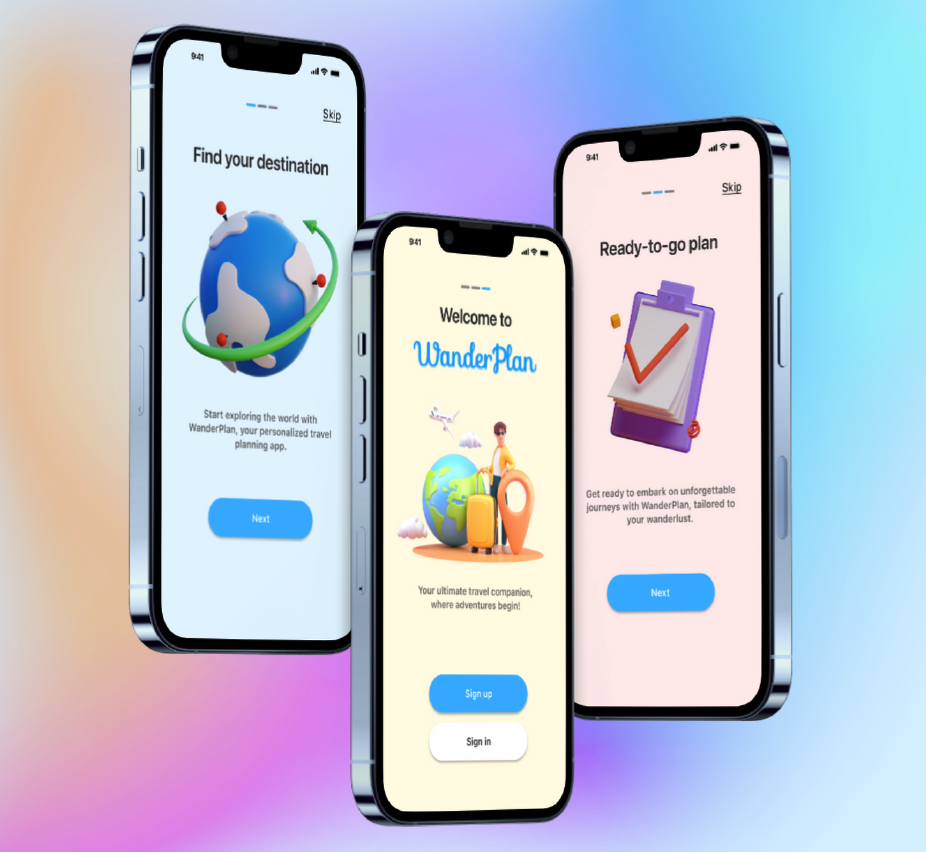 9:41
Skip
Find your destination
Start exploring the world with
WanderPlan, your personalized travel
planning app.
Next
9:41
Welcome to
WanderPlan
Your ultimate travel companion,
where adventures begin!
Sign up
Sign in
9:41
Skip
Ready-to-go plan
Get ready to embark on unforgettable
journeys with WanderPlan, tailored to
your wanderlust.
Next